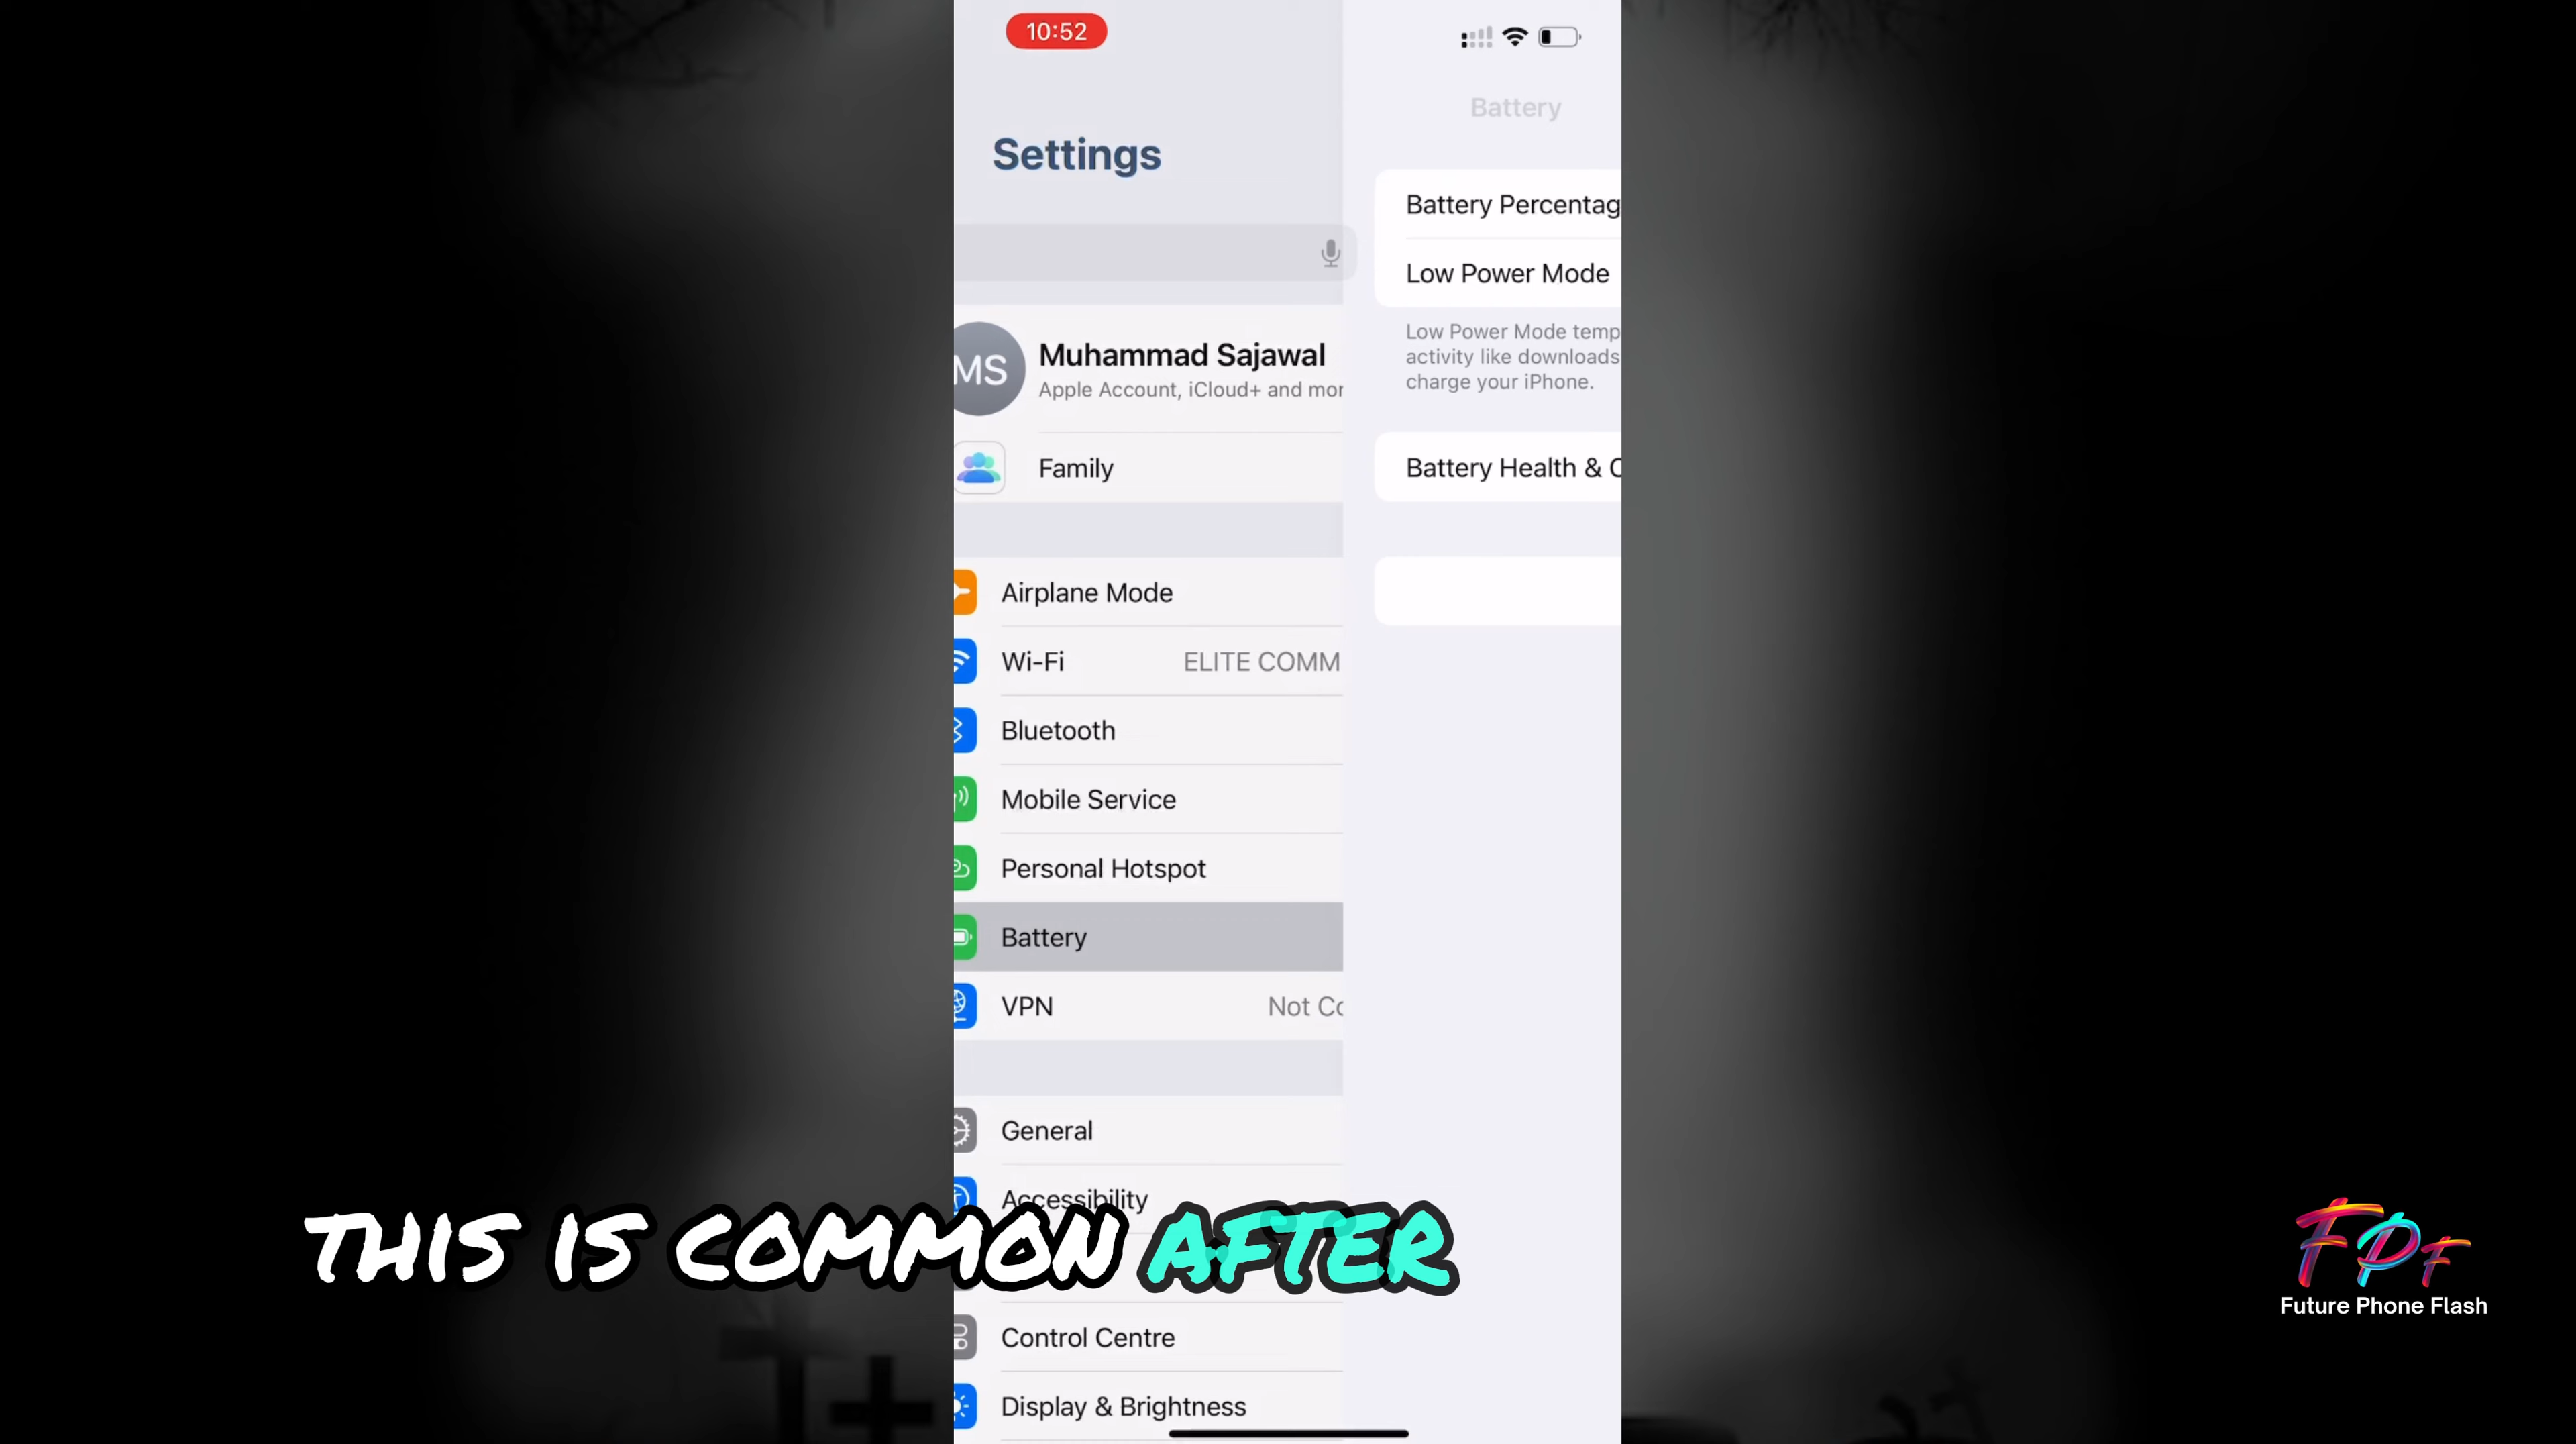 10:52
Settings
MS
Muhammad Sajawal
Apple Account, iCloud+ and mor
Family
Airplane Mode
Wi-Fi ELITE COMM
Bluetooth
Mobile Service
Personal Hotspot
Battery
VPN Not Co
General
Accessibility
Control Centre
Display & Brightness
Battery
Battery Percentag
Low Power Mode
Low Power Mode temp
activity like downloads
charge your iPhone.
Battery Health & C
THIS IS COMMON AFTER
FPF
Future Phone Flash